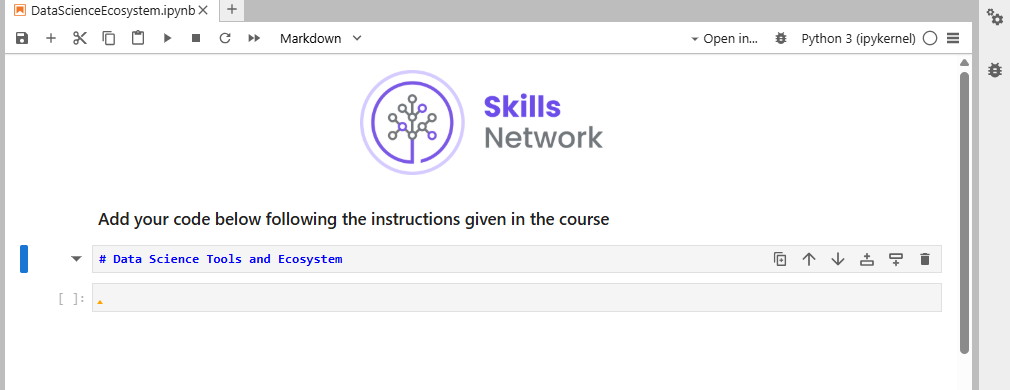 DataScienceEcosystem.ipynb
Markdown
Open in...
Python 3 (ipykernel)
Skills
Network
Add your code below following the instructions given in the course
# Data Science Tools and Ecosystem
[ ]: